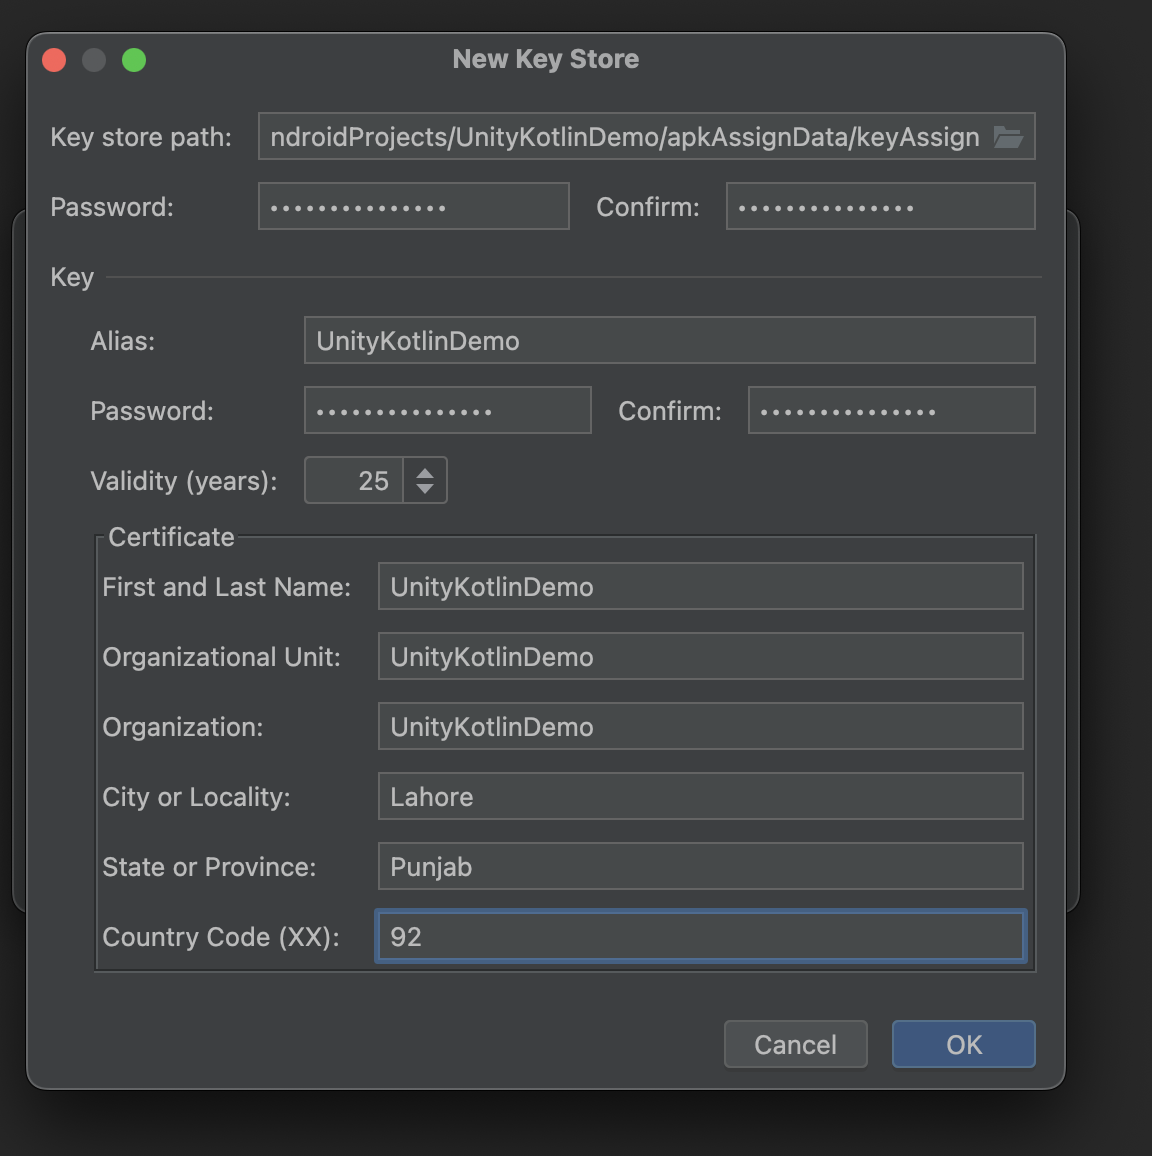 New Key Store
Key store path: ndroidProjects/UnityKotlinDemo/apkAssignData/keyAssign
Password: ••••••••••••••• Confirm: •••••••••••••••
Key
Alias: UnityKotlinDemo
Password: ••••••••••••••• Confirm: •••••••••••••••
Validity (years): 25
Certificate
First and Last Name: UnityKotlinDemo
Organizational Unit: UnityKotlinDemo
Organization: UnityKotlinDemo
City or Locality: Lahore
State or Province: Punjab
Country Code (XX): 92
Cancel OK